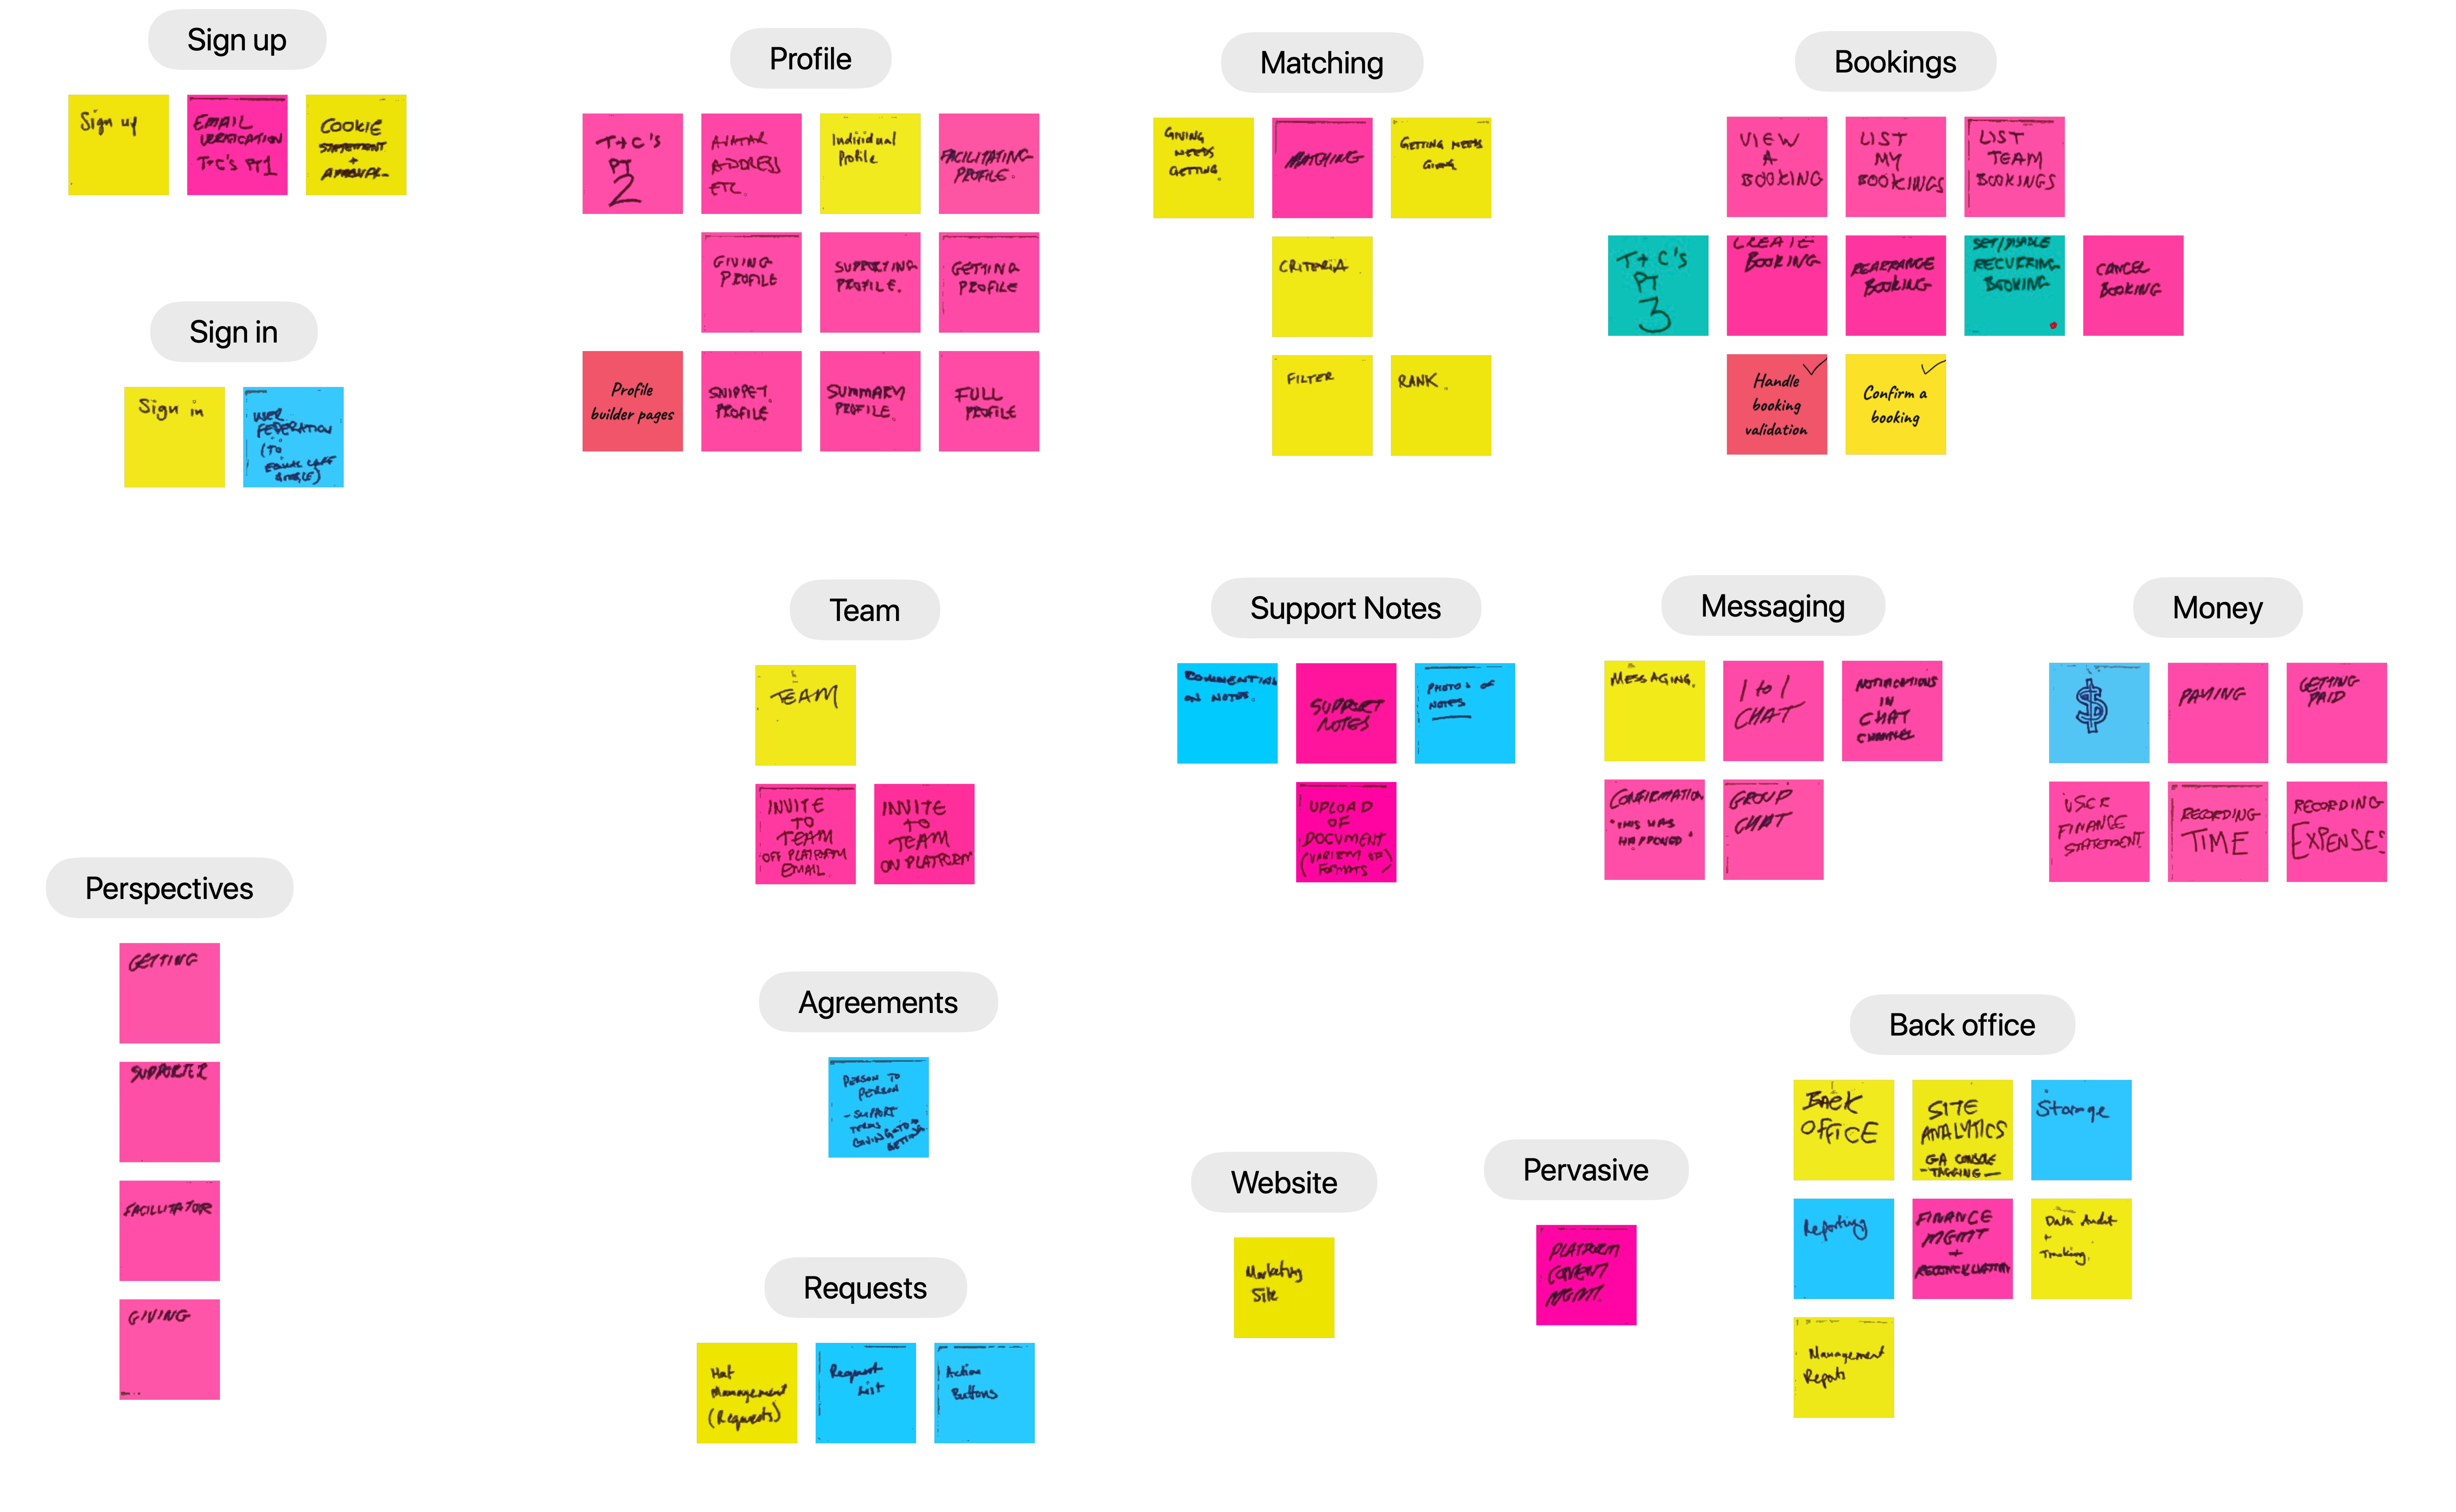 Sign up
Sign up
EMAIL
VERIFICATION
T+C'S PT1
COOKIE
STATEMENT
+
Sign in
Sign in
USER
FEDERATION
(TO
EQUAL CARE
GOOGLE)
Perspectives
GETTING
SUPPORTER
FACILITATOR
GIVING
Profile
T+C'S
PT
2
AVATAR
ADDRESS
ETC.
Individual
Profile
FACILITATING
PROFILE.
GIVING
PROFILE
SUPPORTING
PROFILE.
GETTING
PROFILE
Profile
builder pages
SNIPPET
PROFILE
SUMMARY
PROFILE.
FULL
PROFILE
Matching
GIVING
NEEDS
GETTING.
MATCHING
GETTING NEEDS
GIVING
CRITERIA
FILTER
RANK.
Bookings
VIEW
A
BOOKING
LIST
MY
BOOKINGS
LIST
TEAM
BOOKINGS
T+C'S
PT
3
CREATE
BOOKING
REARRANGE
BOOKING
SET/DISABLE
RECURRING
BOOKING
CANCEL
BOOKING
Handle
booking
validation
Confirm a
booking
Team
TEAM
INVITE
TO
TEAM
OFF PLATFORM
EMAIL.
INVITE
TO
TEAM
ON PLATFORM
Support Notes
COMMENTING
ON NOTES.
SUPPORT
NOTES
PHOTOS OF
NOTES
UPLOAD
OF
DOCUMENT
(VARIETY OF
FORMATS)
Messaging
MESSAGING.
1 to 1
CHAT
NOTIFICATIONS
IN
CHAT
CHANNEL
CONFIRMATION
"THIS HAS
HAPPENED"
GROUP
CHAT
Money
$
PAYING
GETTING
PAID
USER
FINANCE
STATEMENT
RECORDING
TIME
RECORDING
EXPENSES
Agreements
PERSON TO
PERSON
- SUPPORT
TERMS
GIVING TO
GETTING
Requests
Hat
Management
(Requests)
Request
List
Action
Buttons
Website
Marketing
Site
Pervasive
PLATFORM
CONTENT
MGMT.
Back office
BACK
OFFICE
SITE
ANALYTICS
GA CONSOLE
- TAGGING -
Storage
Reporting
FINANCE
MGMT
+
RECONCILIATION
Data Audit
+
Tracking.
Management
Reports